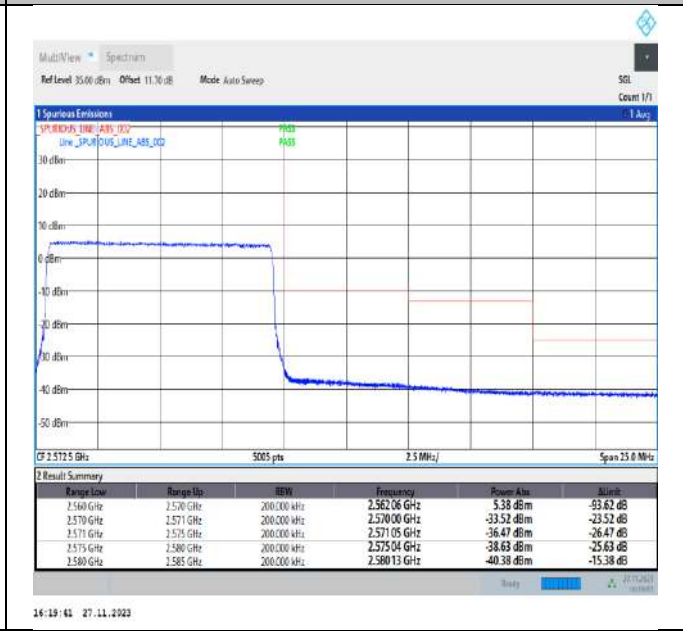 MultiView Spectrum
Ref Level 35.00 dBm Offset 11.70 dB Mode Auto Sweep SGL
Count 1/1
1 Spurious Emissions 1 Avg
_SPURIOUS_LINE_ABS_002 PASS
Line _SPURIOUS_LINE_ABS_002 PASS
30 dBm
20 dBm
10 dBm
0 dBm
-10 dBm
-20 dBm
-30 dBm
-40 dBm
-50 dBm
CF 2.5725 GHz 5005 pts 2.5 MHz/ Span 25.0 MHz
2 Result Summary
Range Low Range Up RBW Frequency Power Abs ΔLimit
2.560 GHz 2.570 GHz 200.000 kHz 2.56206 GHz 5.38 dBm -93.62 dB
2.570 GHz 2.571 GHz 200.000 kHz 2.57000 GHz -33.52 dBm -23.52 dB
2.571 GHz 2.575 GHz 200.000 kHz 2.57105 GHz -36.47 dBm -26.47 dB
2.575 GHz 2.580 GHz 200.000 kHz 2.57504 GHz -38.63 dBm -25.63 dB
2.580 GHz 2.585 GHz 200.000 kHz 2.58013 GHz -40.38 dBm -15.38 dB
Ready 27.11.2023
16:19:41 27.11.2023